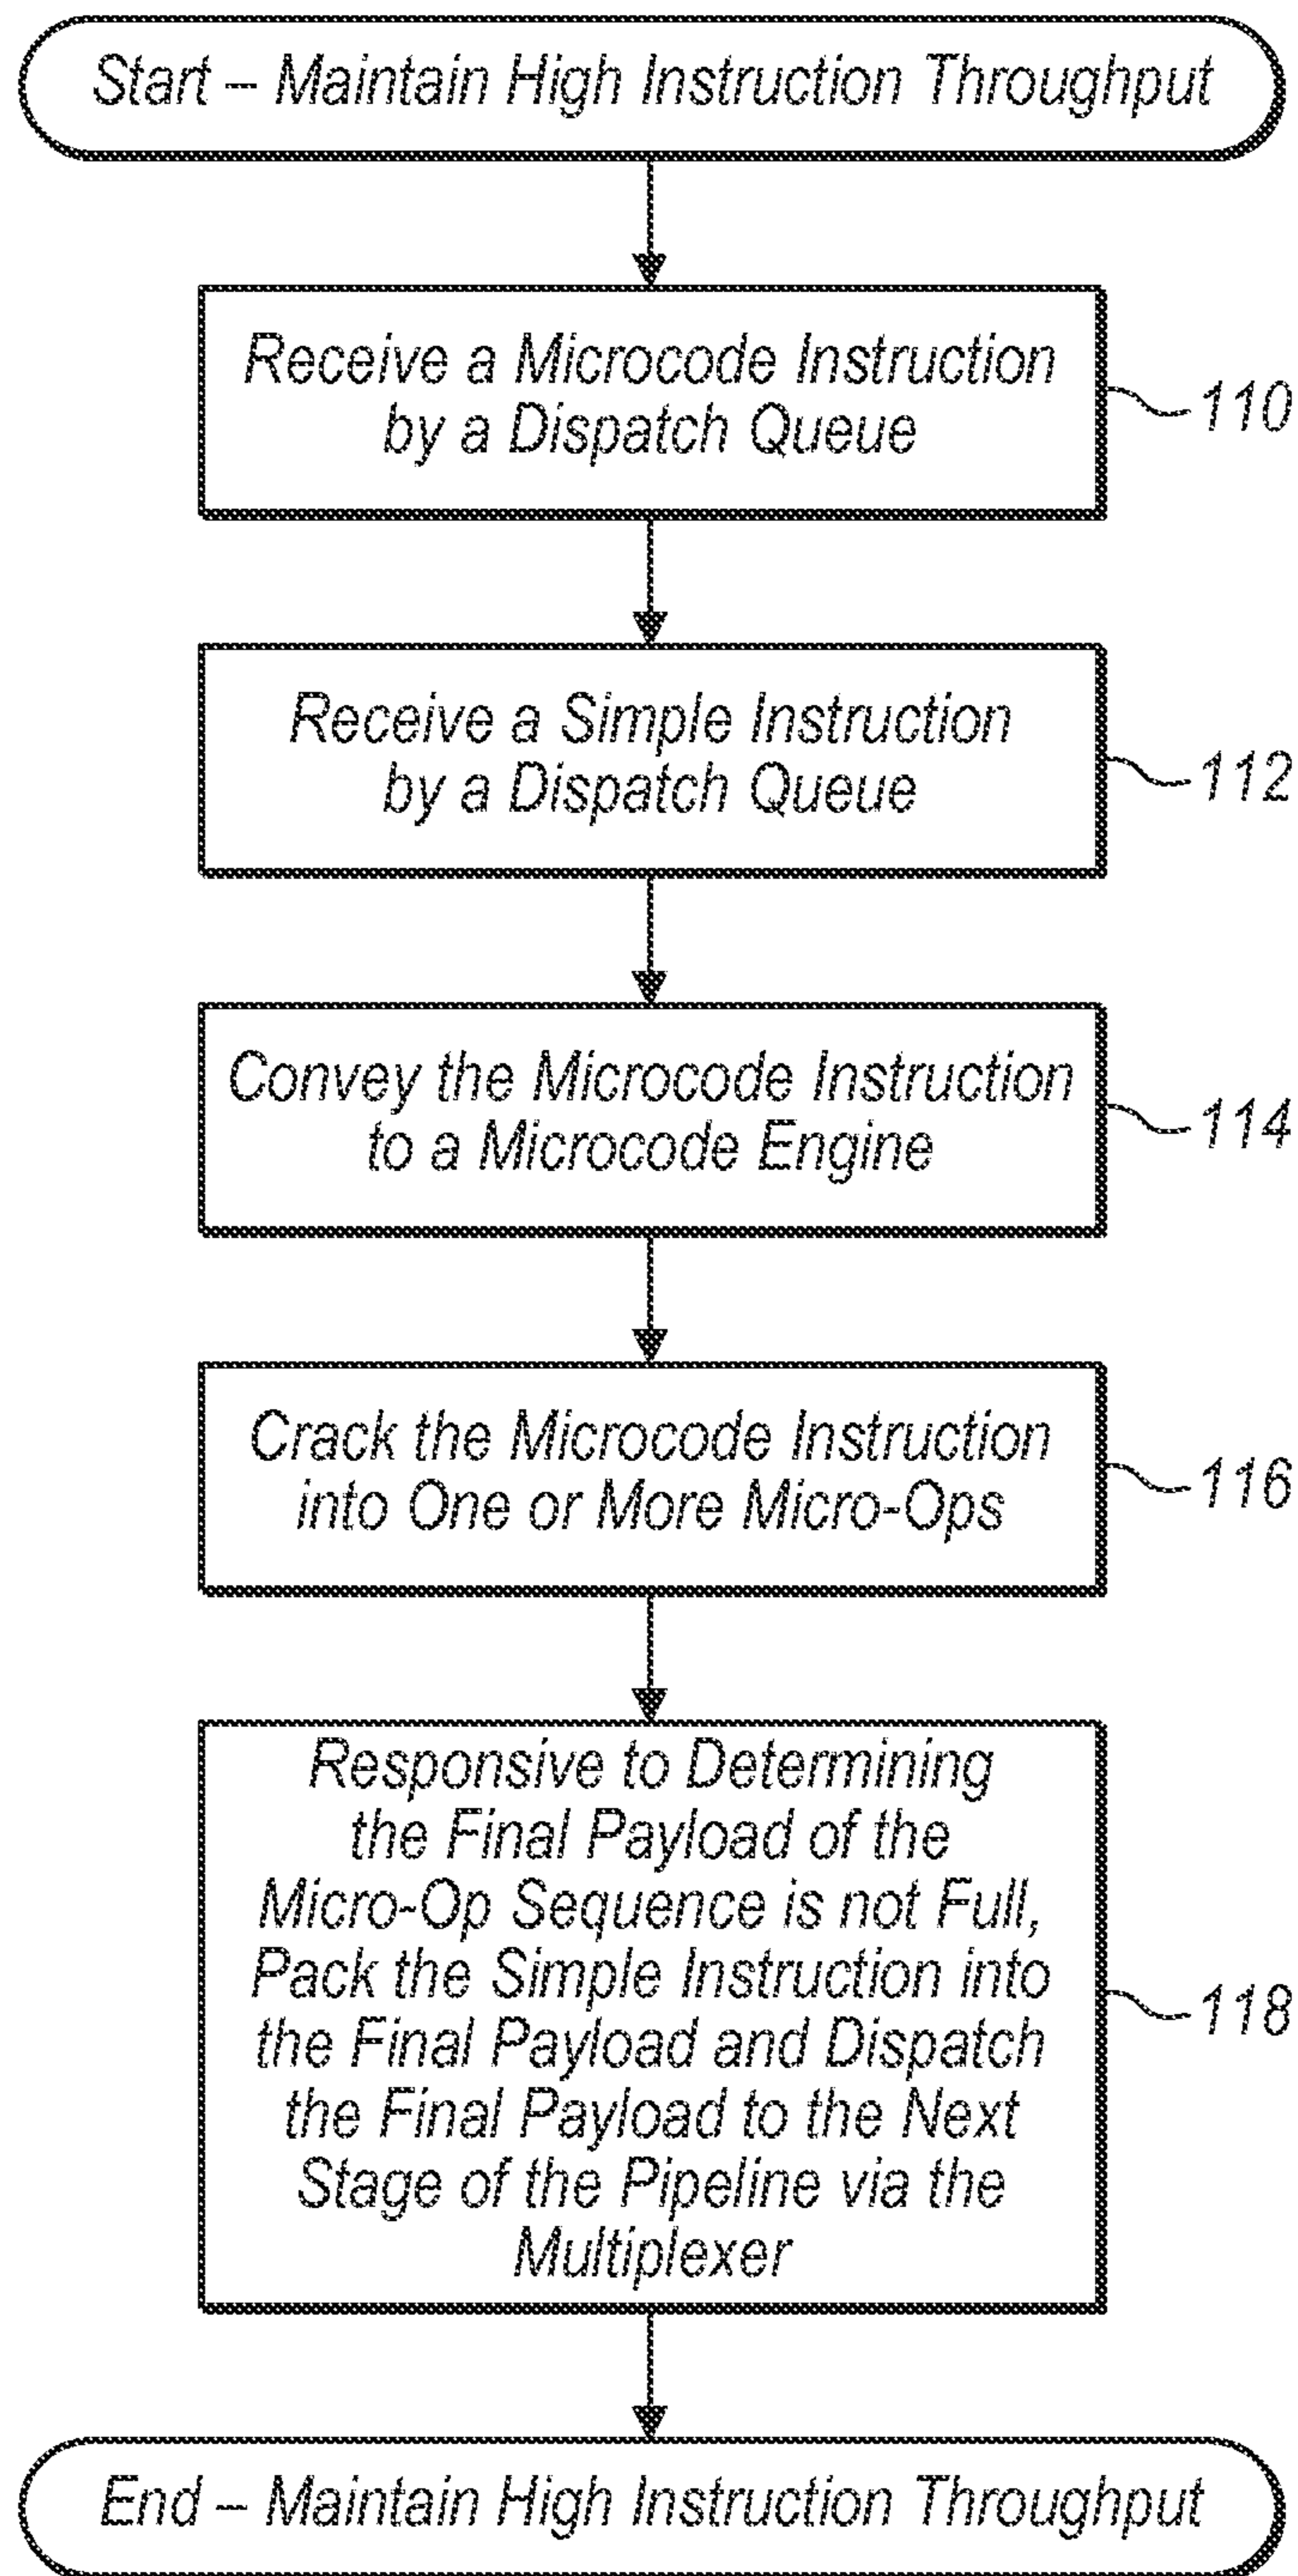 Start – Maintain High Instruction Throughput
Receive a Microcode Instruction
by a Dispatch Queue
110
Receive a Simple Instruction
by a Dispatch Queue
112
Convey the Microcode Instruction
to a Microcode Engine
114
Crack the Microcode Instruction
into One or More Micro-Ops
116
Responsive to Determining
the Final Payload of the
Micro-Op Sequence is not Full,
Pack the Simple Instruction into
the Final Payload and Dispatch
the Final Payload to the Next
Stage of the Pipeline via the
Multiplexer
118
End – Maintain High Instruction Throughput